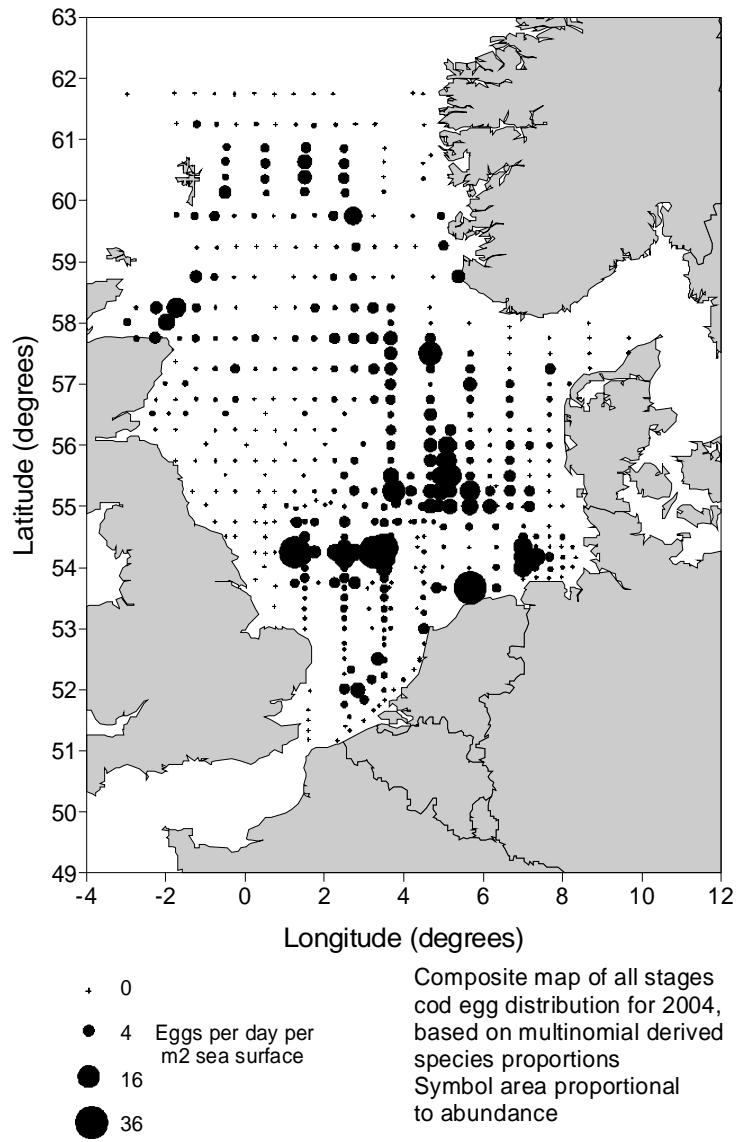 63
62
61
60
59
58
57
56
55
54
53
52
51
50
49
Latitude (degrees)
-4 -2 0 2 4 6 8 10 12
Longitude (degrees)
0
4
16
36
Eggs per day per
m2 sea surface
Composite map of all stages
cod egg distribution for 2004,
based on multinomial derived
species proportions
Symbol area proportional
to abundance